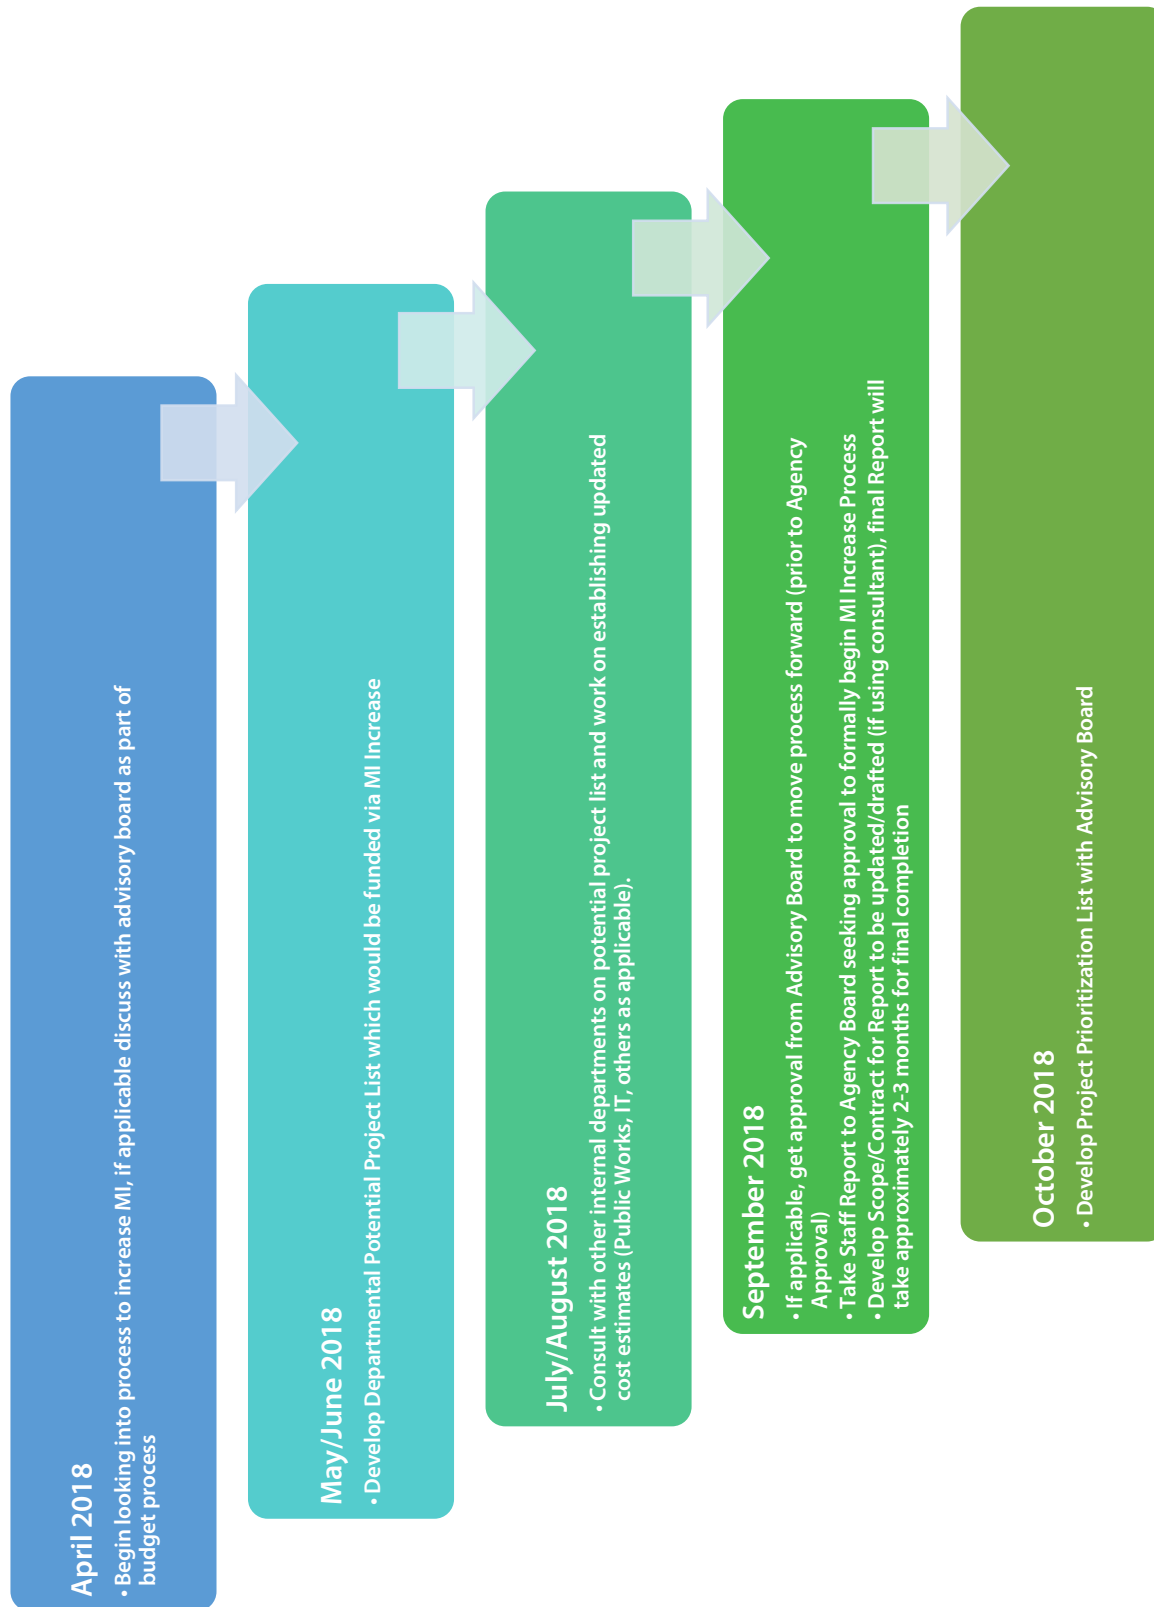 April 2018
• Begin looking into process to increase MI, if applicable discuss with advisory board as part of
budget process
May/June 2018
• Develop Departmental Potential Project List which would be funded via MI Increase
July/August 2018
• Consult with other internal departments on potential project list and work on establishing updated
cost estimates (Public Works, IT, others as applicable).
September 2018
• If applicable, get approval from Advisory Board to move process forward (prior to Agency
Approval)
• Take Staff Report to Agency Board seeking approval to formally begin MI Increase Process
• Develop Scope/Contract for Report to be updated/drafted (if using consultant), final Report will
take approximately 2-3 months for final completion
October 2018
• Develop Project Prioritization List with Advisory Board